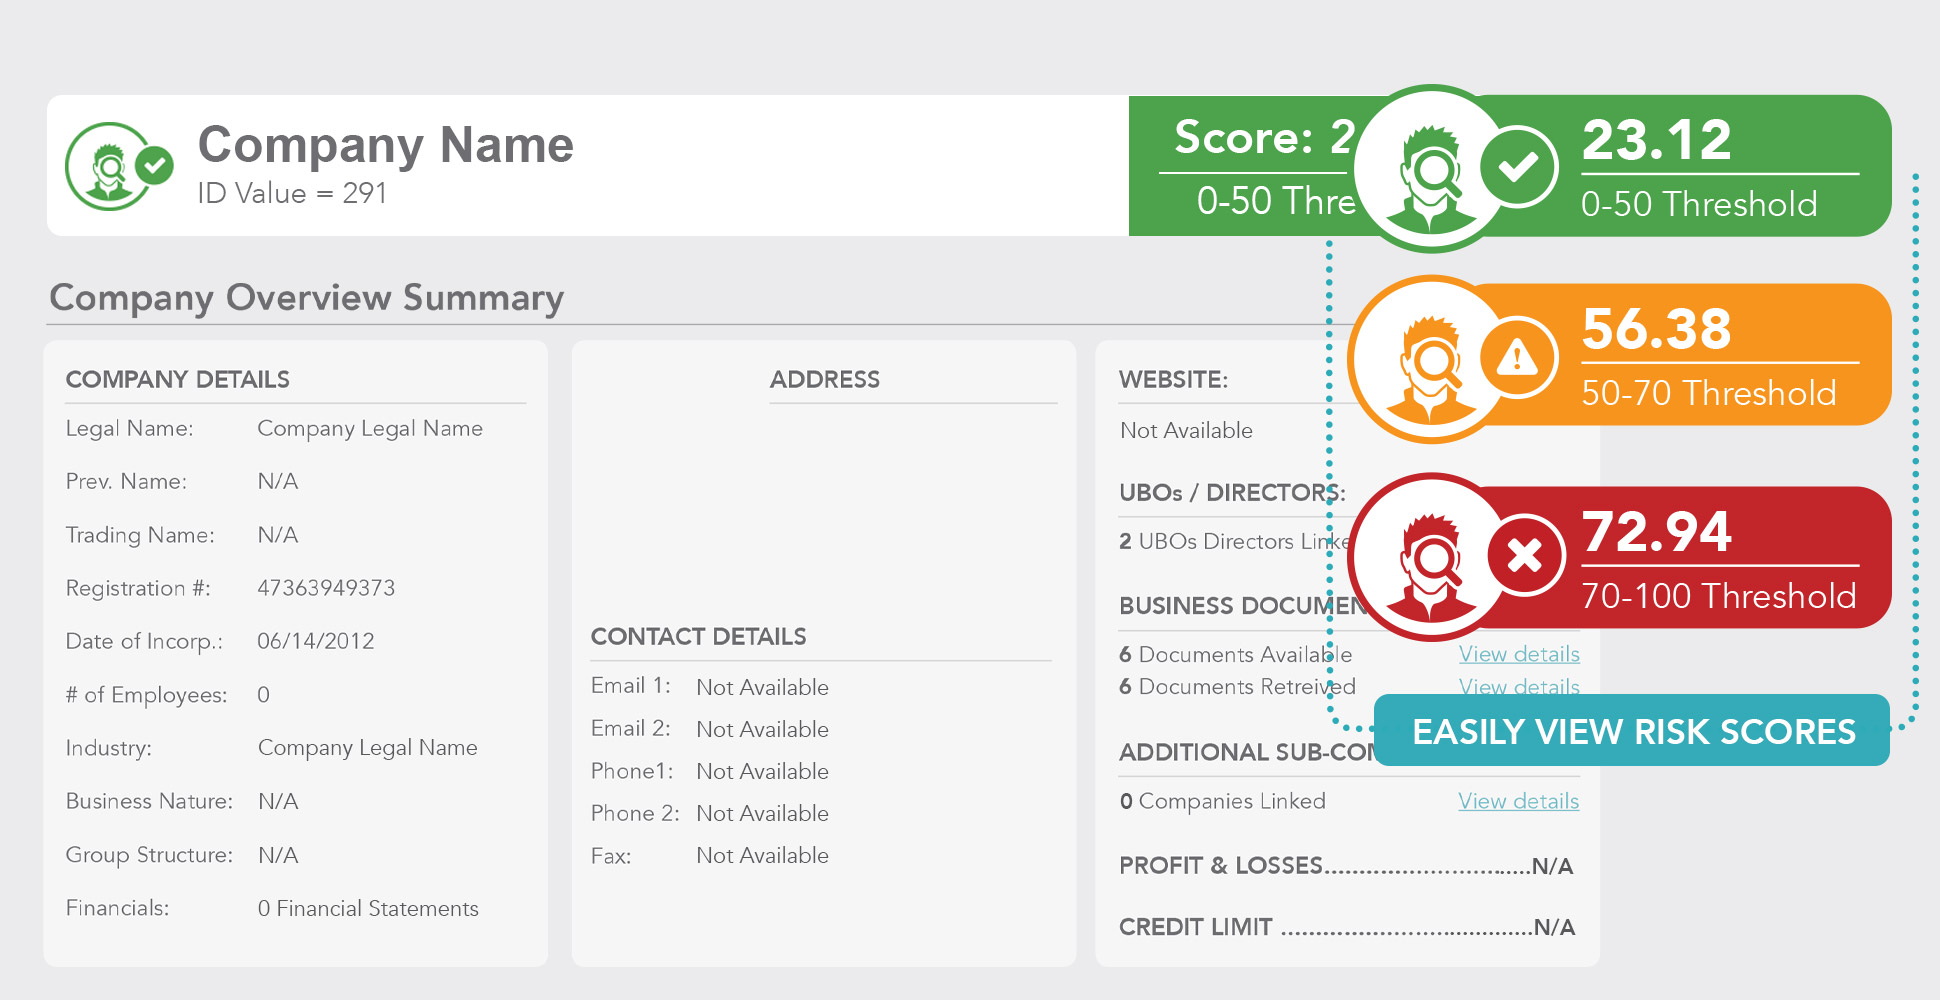 Company Name
ID Value = 291
Score: 2
0-50 Thre
23.12
0-50 Threshold
56.38
50-70 Threshold
72.94
70-100 Threshold
EASILY VIEW RISK SCORES
Company Overview Summary
COMPANY DETAILS
Legal Name: Company Legal Name
Prev. Name: N/A
Trading Name: N/A
Registration #: 47363949373
Date of Incorp.: 06/14/2012
# of Employees: 0
Industry: Company Legal Name
Business Nature: N/A
Group Structure: N/A
Financials: 0 Financial Statements
ADDRESS
CONTACT DETAILS
Email 1: Not Available
Email 2: Not Available
Phone1: Not Available
Phone 2: Not Available
Fax: Not Available
WEBSITE:
Not Available
UBOs / DIRECTORS:
2 UBOs Directors Linke
BUSINESS DOCUMEN
6 Documents Available View details
6 Documents Retreived View details
ADDITIONAL SUB-COM
0 Companies Linked View details
PROFIT & LOSSES..............................N/A
CREDIT LIMIT ....................................N/A